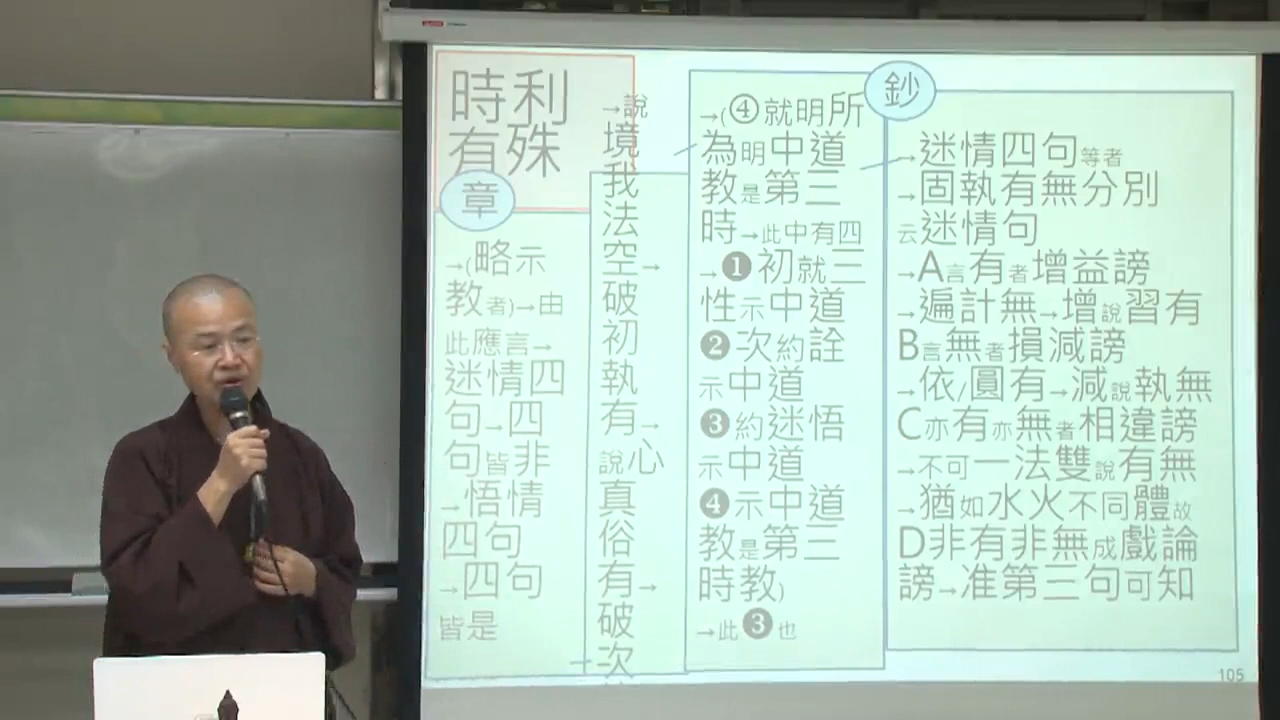 時利
有殊
章
→(略示
教者)→由
此應言→
迷情四
句→四
句皆非
→悟情
四句
→四句
皆是
→說
境
我
法
空→
破
初
執
有→
說心
真
俗
有→
破
→次
→(④就明所
為明中道
教是第三
時→此中有四
→❶初就三
性示中道
❷次約詮
示中道
❸約迷悟
示中道
❹示中道
教是第三
時教)
→此❸也
鈔
→迷情四句等者
→固執有無分別
云迷情句
→A言有者增益謗
→遍計無→增說習有
B言無者損減謗
→依/圓有→減說執無
C亦有亦無者相違謗
→不可一法雙說有無
→猶如水火不同體故
D非有非無成戲論
謗→准第三句可知
105